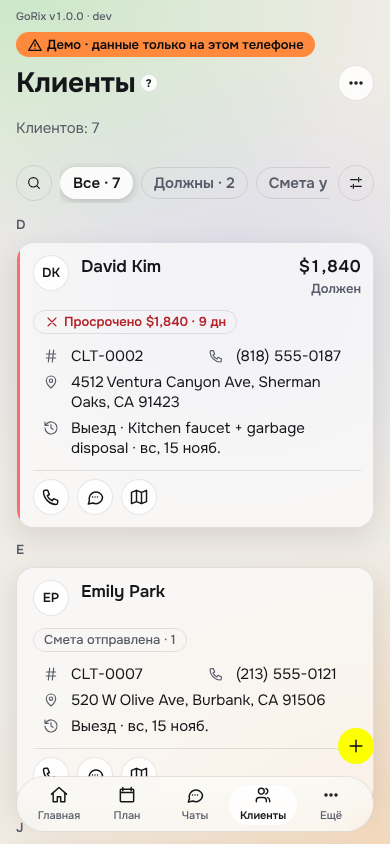 GoRix v1.0.0 · dev
Демо · данные только на этом телефоне
Клиенты ?
Клиентов: 7
Все · 7 Должны · 2 Смета у
D
DK David Kim $1,840
Должен
Просрочено $1,840 · 9 дн
CLT-0002 (818) 555-0187
4512 Ventura Canyon Ave, Sherman
Oaks, CA 91423
Выезд · Kitchen faucet + garbage
disposal · вс, 15 нояб.
E
EP Emily Park
Смета отправлена · 1
CLT-0007 (213) 555-0121
520 W Olive Ave, Burbank, CA 91506
Выезд · вс, 15 нояб.
Главная План Чаты Клиенты Ещё
J